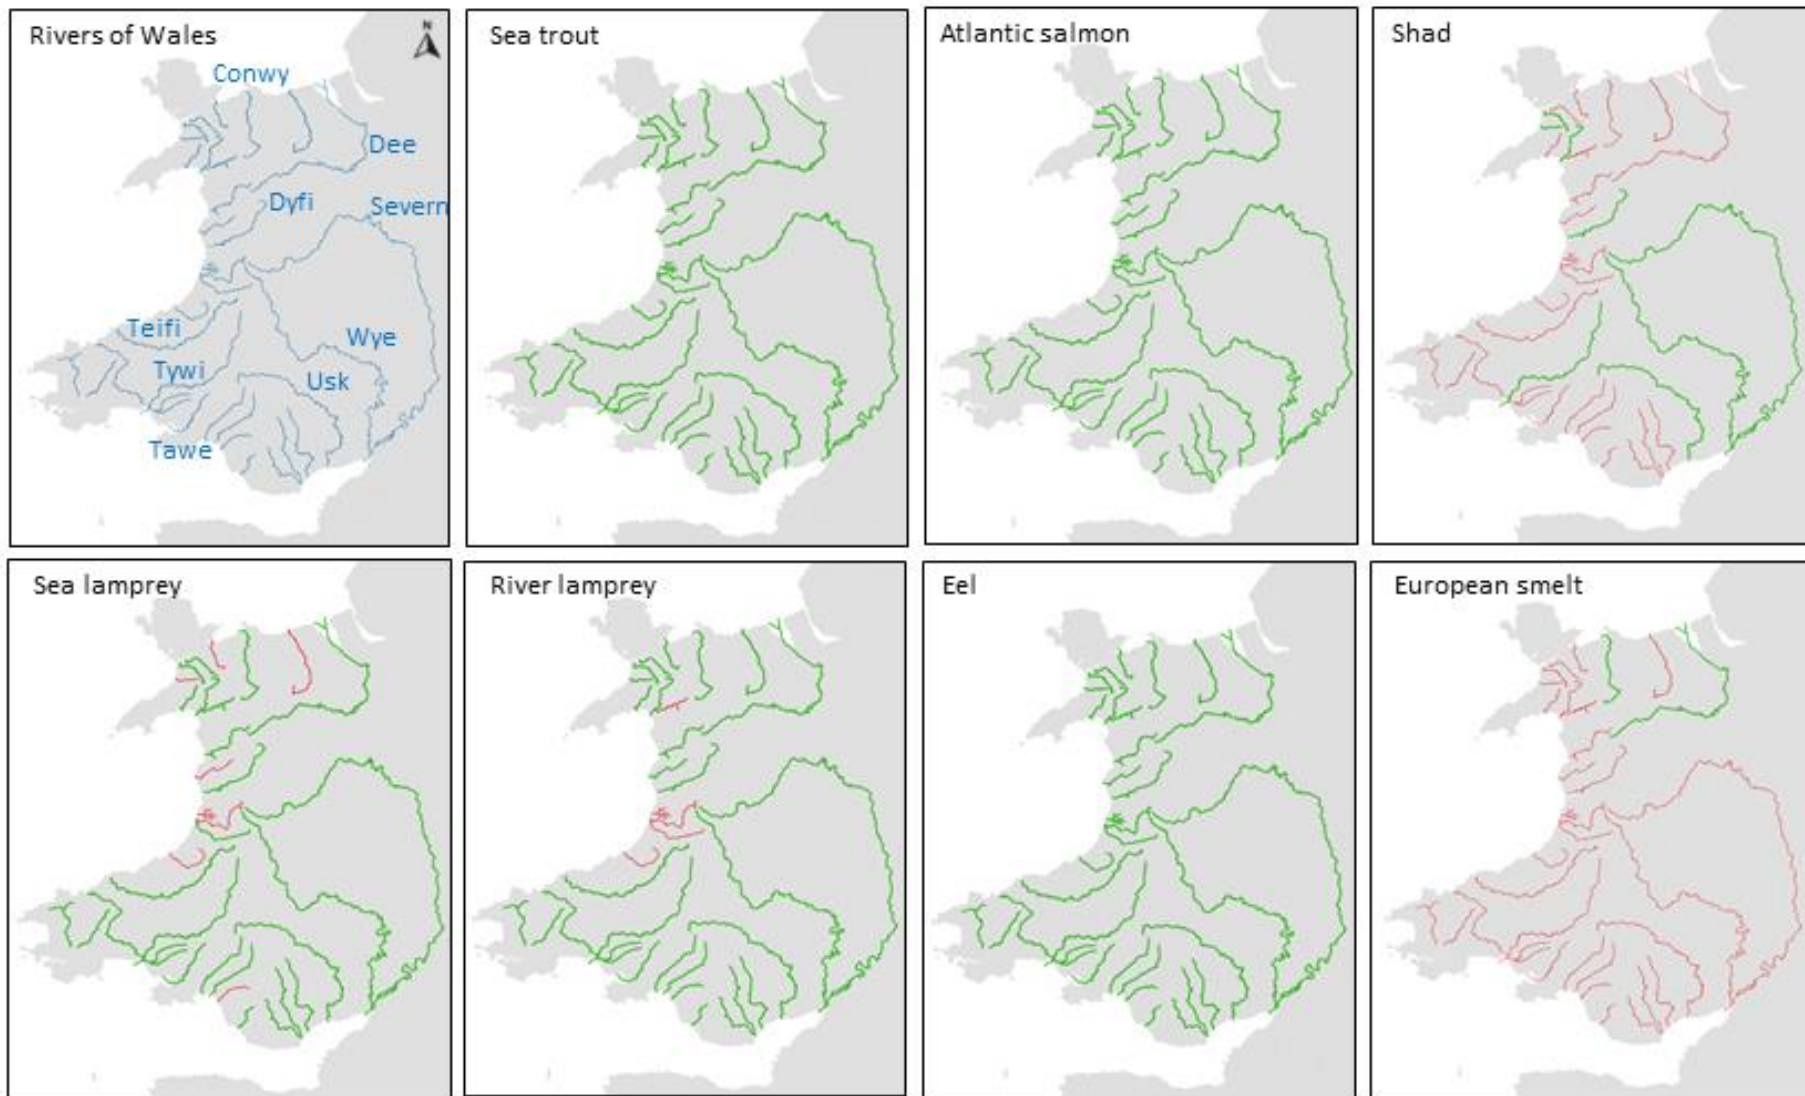 Rivers of Wales
N
Conwy
Dee
Dyfi
Severn
Teifi
Wye
Tywi
Usk
Tawe
Sea trout
Atlantic salmon
Shad
Sea lamprey
River lamprey
Eel
European smelt